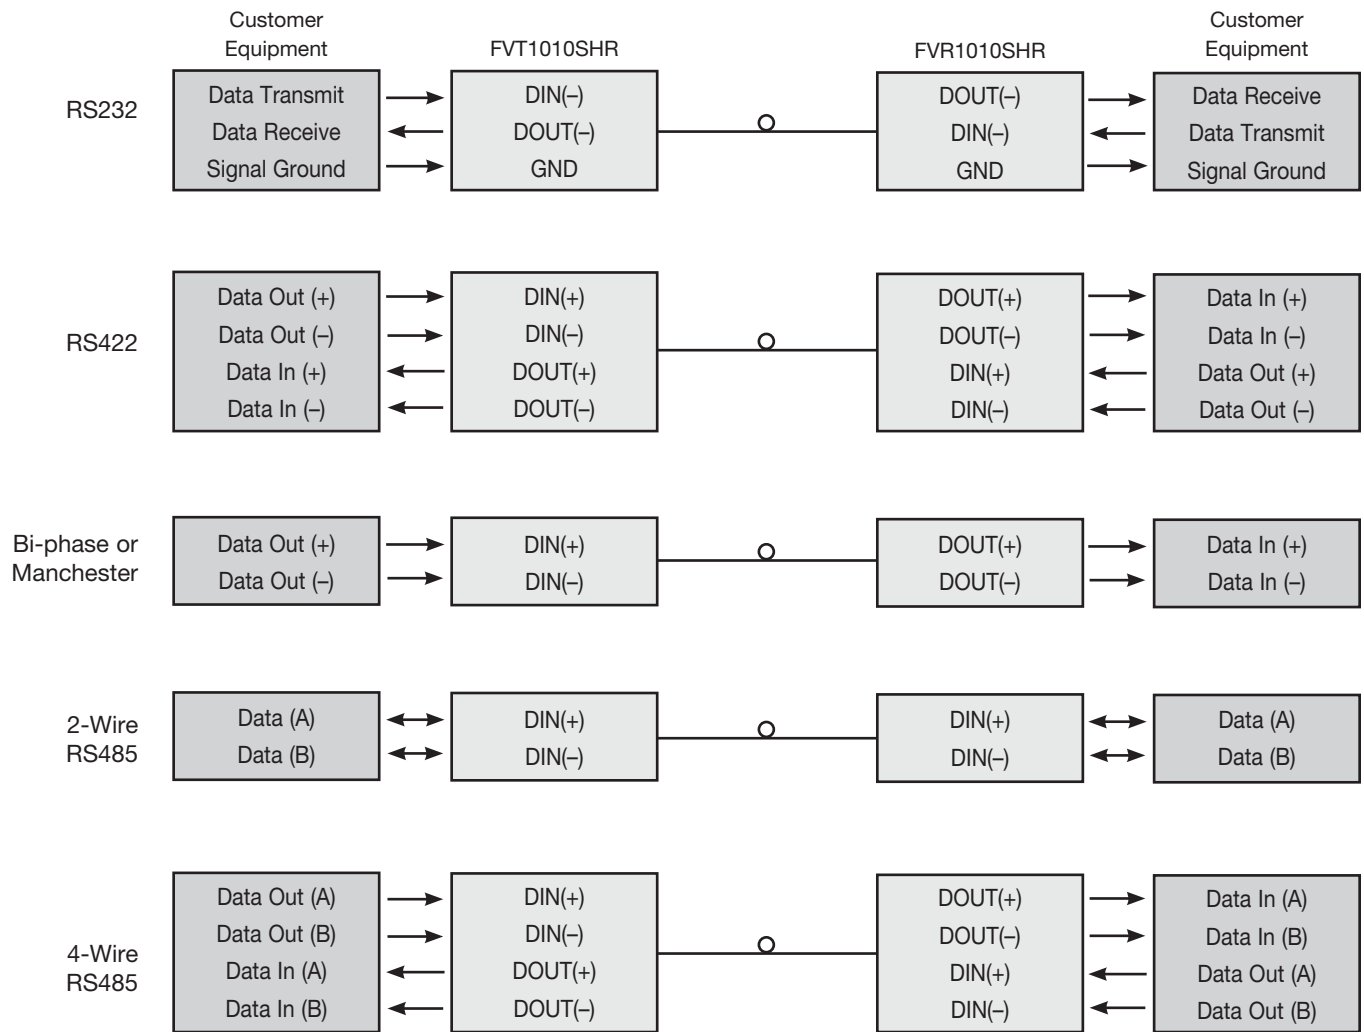 Customer
Equipment
FVT1010SHR
FVR1010SHR
Customer
Equipment
RS232
Data Transmit
Data Receive
Signal Ground
DIN(–)
DOUT(–)
GND
DOUT(–)
DIN(–)
GND
Data Receive
Data Transmit
Signal Ground
RS422
Data Out (+)
Data Out (–)
Data In (+)
Data In (–)
DIN(+)
DIN(–)
DOUT(+)
DOUT(–)
DOUT(+)
DOUT(–)
DIN(+)
DIN(–)
Data In (+)
Data In (–)
Data Out (+)
Data Out (–)
Bi-phase or
Manchester
Data Out (+)
Data Out (–)
DIN(+)
DIN(–)
DOUT(+)
DOUT(–)
Data In (+)
Data In (–)
2-Wire
RS485
Data (A)
Data (B)
DIN(+)
DIN(–)
DIN(+)
DIN(–)
Data (A)
Data (B)
4-Wire
RS485
Data Out (A)
Data Out (B)
Data In (A)
Data In (B)
DIN(+)
DIN(–)
DOUT(+)
DOUT(–)
DOUT(+)
DOUT(–)
DIN(+)
DIN(–)
Data In (A)
Data In (B)
Data Out (A)
Data Out (B)